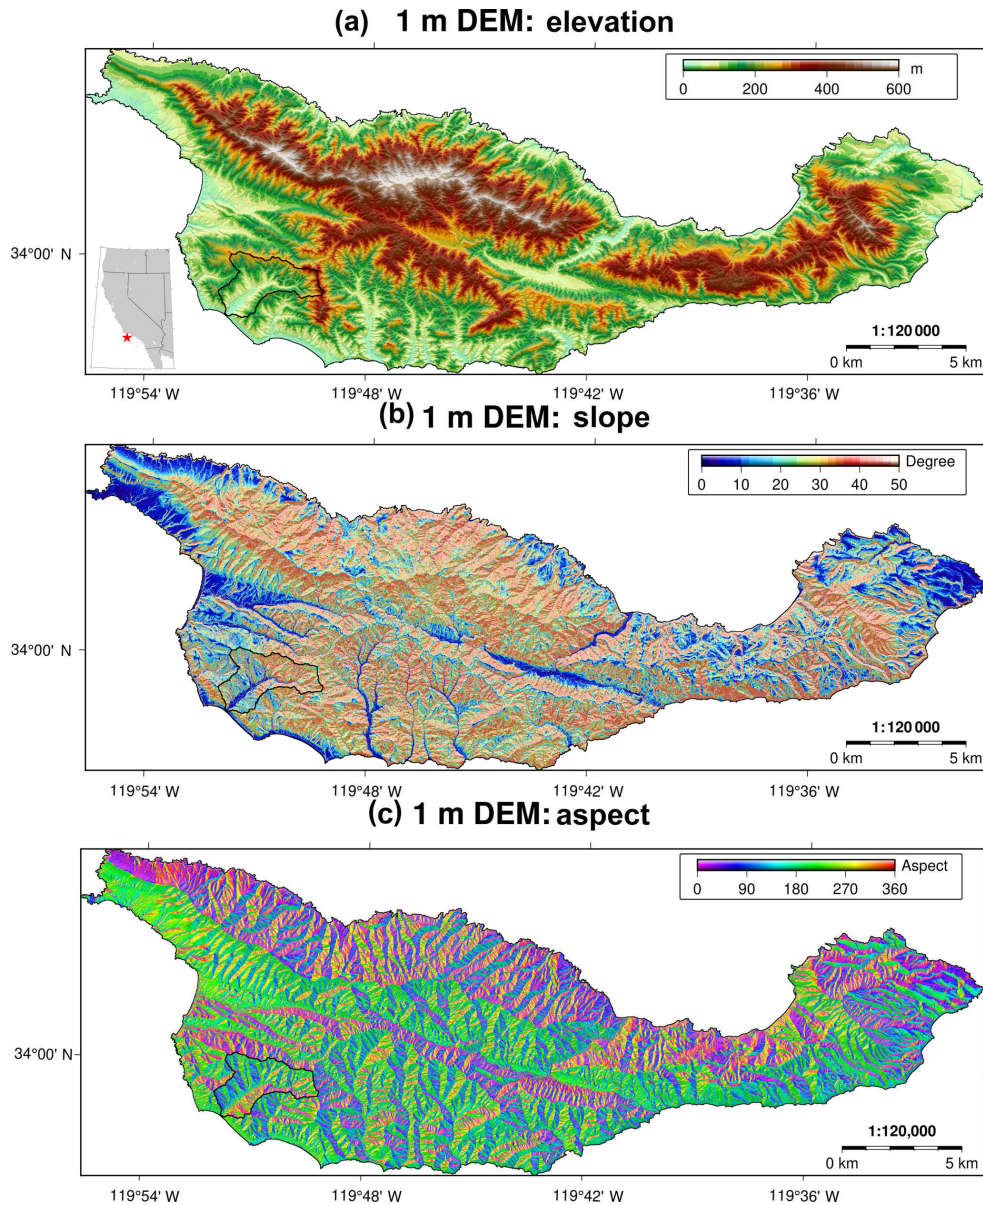 (a) 1 m DEM: elevation
m
0 200 400 600
34°00' N
1:120 000
0 km 5 km
119°54' W 119°48' W 119°42' W 119°36' W
(b) 1 m DEM: slope
Degree
0 10 20 30 40 50
34°00' N
1:120 000
0 km 5 km
119°54' W 119°48' W 119°42' W 119°36' W
(c) 1 m DEM: aspect
Aspect
0 90 180 270 360
34°00' N
1:120,000
0 km 5 km
119°54' W 119°48' W 119°42' W 119°36' W